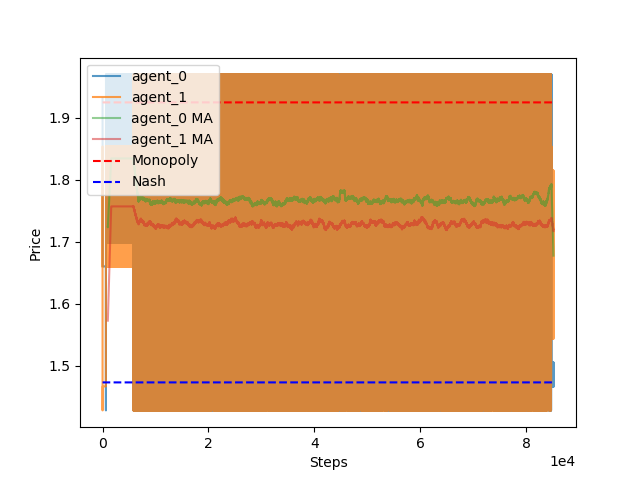 agent_0
agent_1
agent_0 MA
agent_1 MA
Monopoly
Nash
Price
1.9
1.8
1.7
1.6
1.5
0
2
4
6
8
1e4
Steps